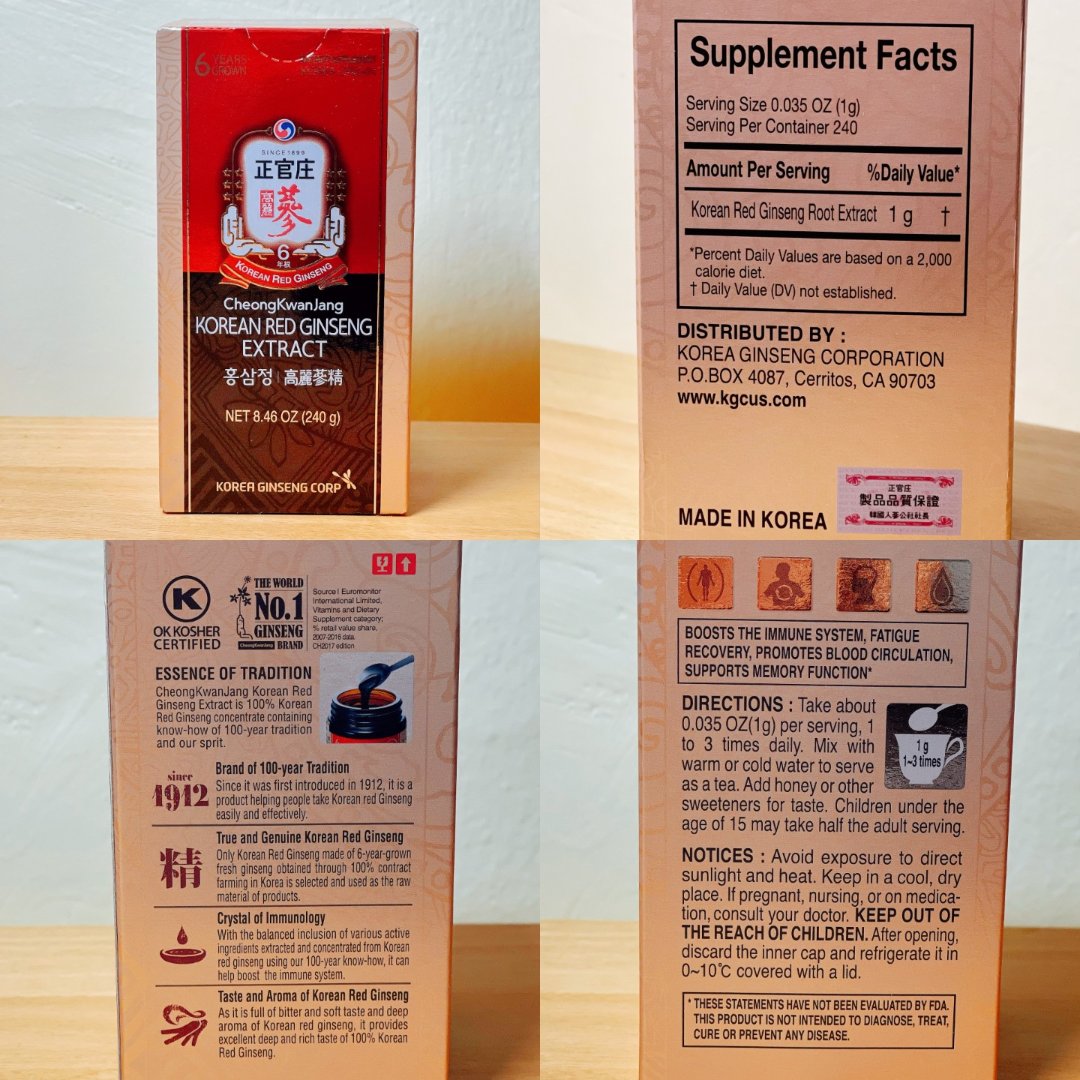 6 YEARS
GROWN
SINCE 1899
正官庄
高麗
蔘
6
年根
KOREAN RED GINSENG
CheongKwanJang
KOREAN RED GINSENG
EXTRACT
홍삼정 | 高麗蔘精
NET 8.46 OZ (240 g)
KOREA GINSENG CORP
Supplement Facts
Serving Size 0.035 OZ (1g)
Serving Per Container 240
Amount Per Serving %Daily Value*
Korean Red Ginseng Root Extract 1 g †
*Percent Daily Values are based on a 2,000
calorie diet.
† Daily Value (DV) not established.
DISTRIBUTED BY :
KOREA GINSENG CORPORATION
P.O.BOX 4087, Cerritos, CA 90703
www.kgcus.com
MADE IN KOREA
正官庄
製品品質保證
韓國人蔘公社社長
K
OK KOSHER
CERTIFIED
THE WORLD
NO.1
GINSENG
CheongKwanJang BRAND
Source I Euromonitor
International Limited,
Vitamins and Dietary
Supplement category;
% retail value share,
2007-2016 data.
CH2017 edition
ESSENCE OF TRADITION
CheongKwanJang Korean Red
Ginseng Extract is 100% Korean
Red Ginseng concentrate containing
know-how of 100-year tradition
and our sprit.
since
1912
Brand of 100-year Tradition
Since it was first introduced in 1912, it is a
product helping people take Korean red Ginseng
easily and effectively.
精
True and Genuine Korean Red Ginseng
Only Korean Red Ginseng made of 6-year-grown
fresh ginseng obtained through 100% contract
farming in Korea is selected and used as the raw
material of products.
Crystal of Immunology
With the balanced inclusion of various active
ingredients extracted and concentrated from Korean
red ginseng using our 100-year know-how, it can
help boost the immune system.
Taste and Aroma of Korean Red Ginseng
As it is full of bitter and soft taste and deep
aroma of Korean red ginseng, it provides
excellent deep and rich taste of 100% Korean
Red Ginseng.
BOOSTS THE IMMUNE SYSTEM, FATIGUE
RECOVERY, PROMOTES BLOOD CIRCULATION,
SUPPORTS MEMORY FUNCTION*
DIRECTIONS : Take about
0.035 OZ(1g) per serving, 1
to 3 times daily. Mix with
warm or cold water to serve
as a tea. Add honey or other
sweeteners for taste. Children under the
age of 15 may take half the adult serving.
1 g
1~3 times
NOTICES : Avoid exposure to direct
sunlight and heat. Keep in a cool, dry
place. If pregnant, nursing, or on medica-
tion, consult your doctor. KEEP OUT OF
THE REACH OF CHILDREN. After opening,
discard the inner cap and refrigerate it in
0~10℃ covered with a lid.
* THESE STATEMENTS HAVE NOT BEEN EVALUATED BY FDA.
THIS PRODUCT IS NOT INTENDED TO DIAGNOSE, TREAT,
CURE OR PREVENT ANY DISEASE.